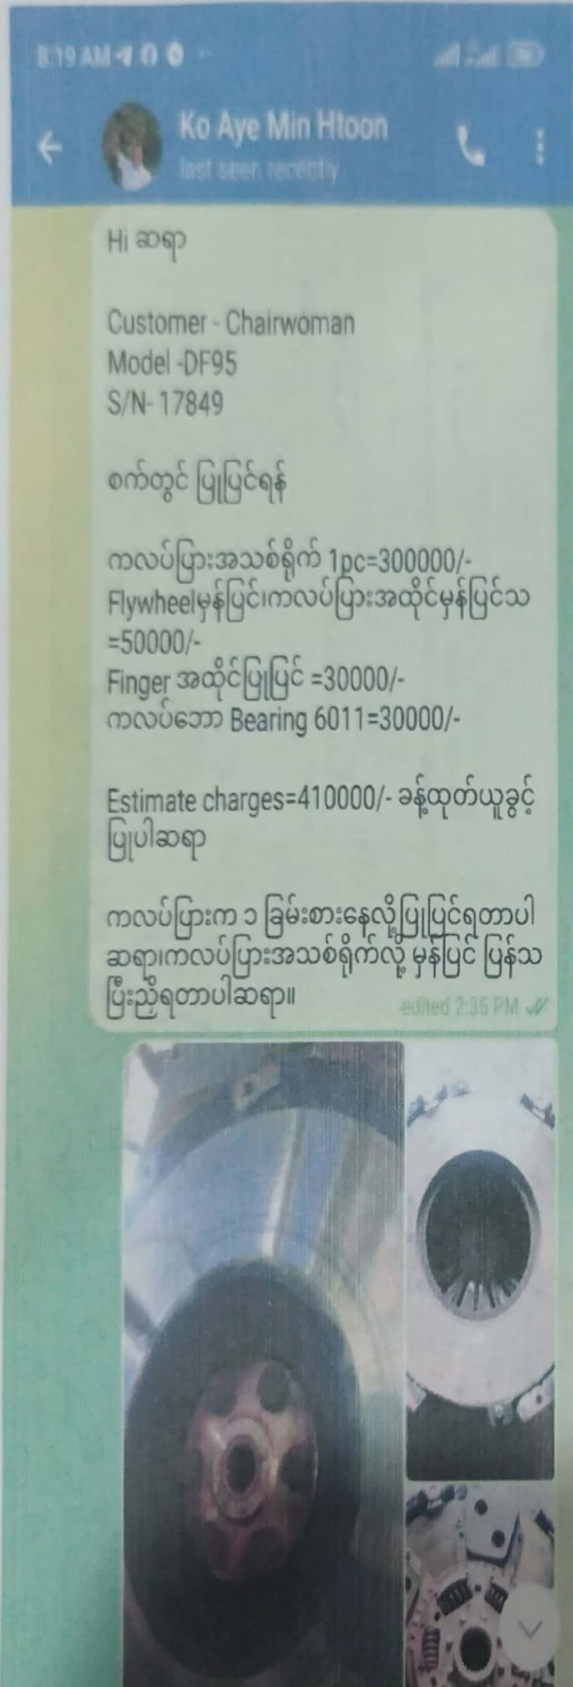 8:19 AM
Ko Aye Min Htoon
last seen recently
Hi ဆရာ
Customer - Chairwoman
Model -DF95
S/N- 17849
စက်တွင် ပြုပြင်ရန်
ကလပ်ပြားအသစ်ရိုက် 1pc=300000/-
Flywheelမှန်ပြင်၊ကလပ်ပြားအထိုင်မှန်ပြင်သ
=50000/-
Finger အထိုင်ပြုပြင် =30000/-
ကလပ်ဘော Bearing 6011=30000/-
Estimate charges=410000/- ခန့်ထုတ်ယူခွင့်
ပြုပါဆရာ
ကလပ်ပြားက ၁ ခြမ်းစားနေလို့ပြုပြင်ရတာပါ
ဆရာ၊ကလပ်ပြားအသစ်ရိုက်လို့ မှန်ပြင် ပြန်သ
ပြီးညှိရတာပါဆရာ။
edited 2:35 PM